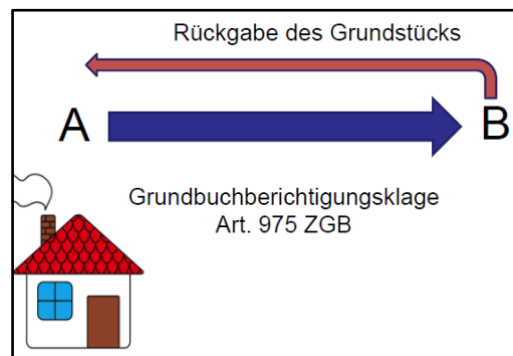 Rückgabe des Grundstücks
A
B
Grundbuchberichtigungsklage
Art. 975 ZGB